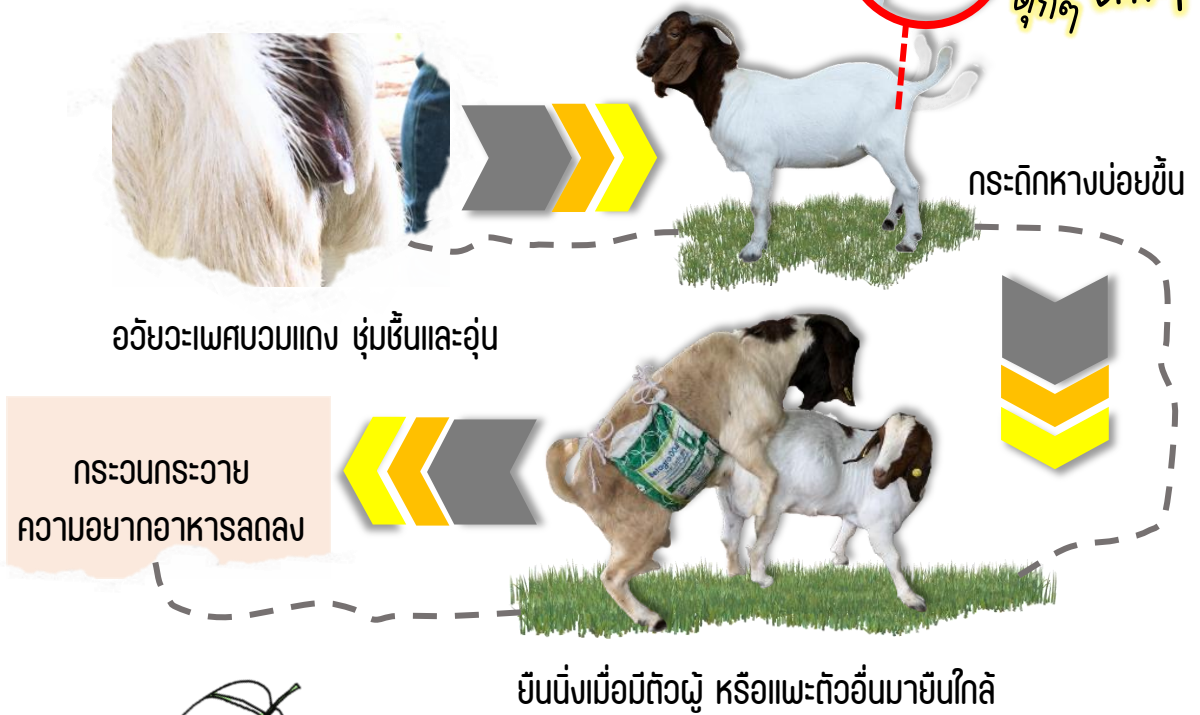 ดุ๊กๆ
กระดิกหางบ่อยขึ้น
อวัยวะเพศบวมแดง ชุ่มชื้นและอุ่น
กระวนกระวาย
ความอยากอาหารลดลง
ยืนนิ่งเมื่อมีตัวผู้ หรือแพะตัวอื่นมายืนใกล้